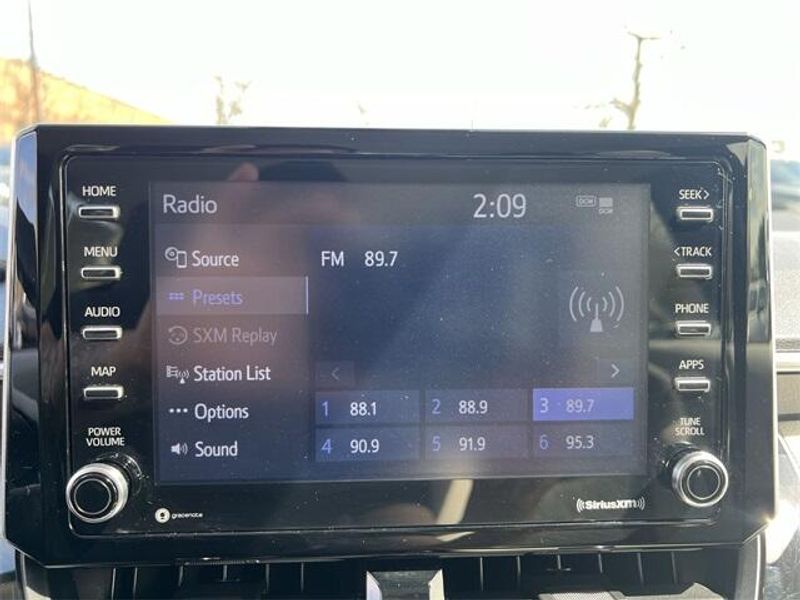 HOME
MENU
AUDIO
MAP
POWER
VOLUME
Radio
2:09
DCM
DCM
Source
Presets
SXM Replay
Station List
Options
Sound
FM 89.7
<
>
1 88.1
2 88.9
3 89.7
4 90.9
5 91.9
6 95.3
SEEK>
<TRACK
PHONE
APPS
TUNE
SCROLL
gracenote
((SiriusXM))